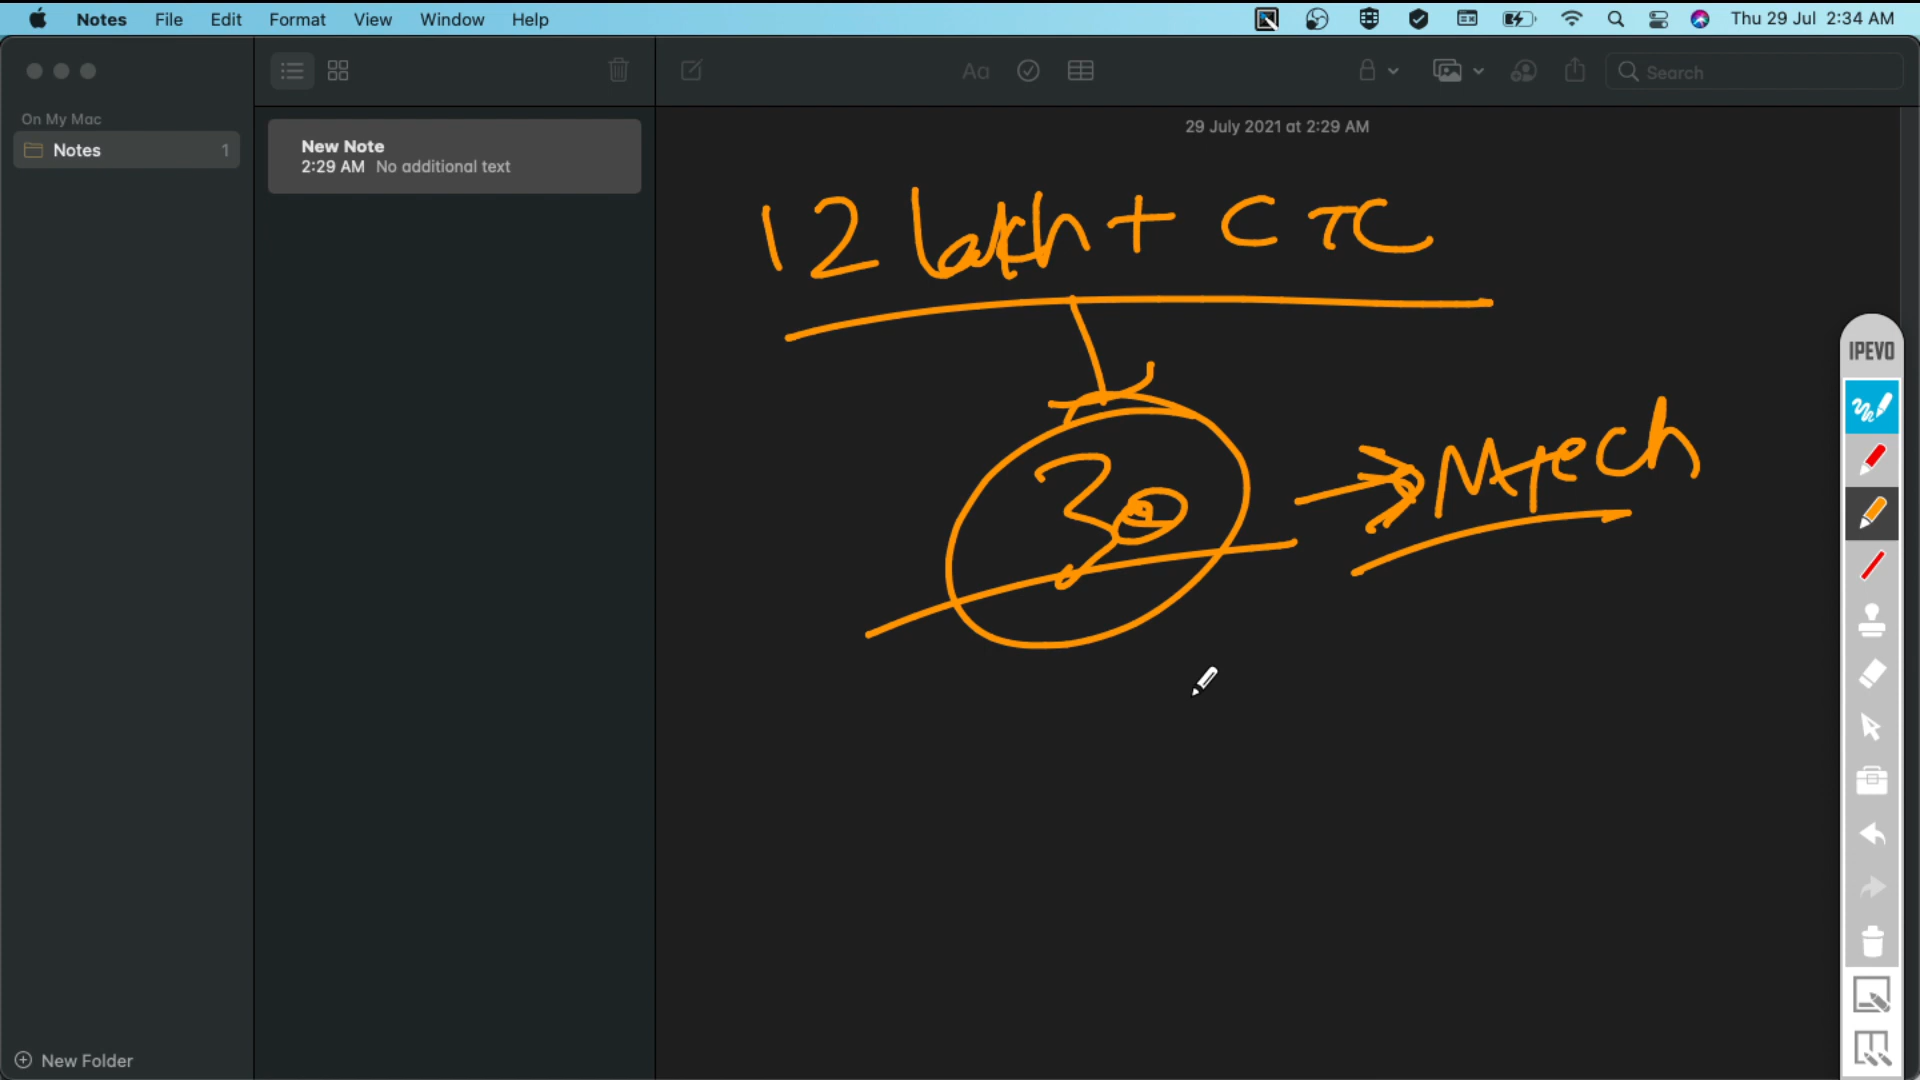 Notes File Edit Format View Window Help Thu 29 Jul 2:34 AM
Aa Search
On My Mac
Notes 1
New Note
2:29 AM No additional text
29 July 2021 at 2:29 AM
12 lakh + CTC
30 Mtech
IPEVO
New Folder